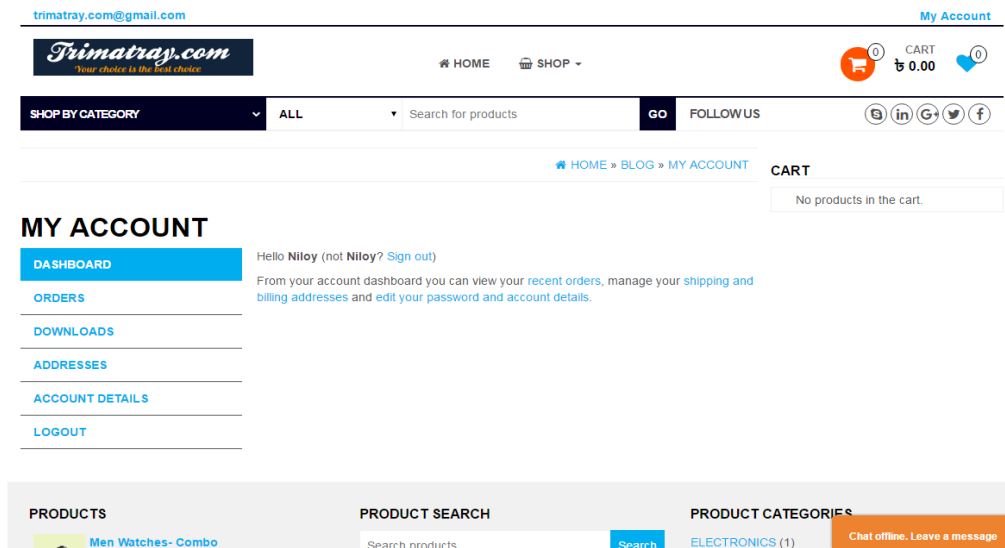 trimatray.com@gmail.com
My Account
Trimatray.com
Your choice is the best choice
HOME
SHOP
0
CART
৳ 0.00
0
SHOP BY CATEGORY
ALL
Search for products
GO
FOLLOW US
HOME » BLOG » MY ACCOUNT
CART
No products in the cart.
MY ACCOUNT
DASHBOARD
ORDERS
DOWNLOADS
ADDRESSES
ACCOUNT DETAILS
LOGOUT
Hello Niloy (not Niloy? Sign out)
From your account dashboard you can view your recent orders, manage your shipping and
billing addresses and edit your password and account details.
PRODUCTS
Men Watches- Combo
PRODUCT SEARCH
Search products
Search
PRODUCT CATEGORIES
ELECTRONICS (1)
Chat offline. Leave a message